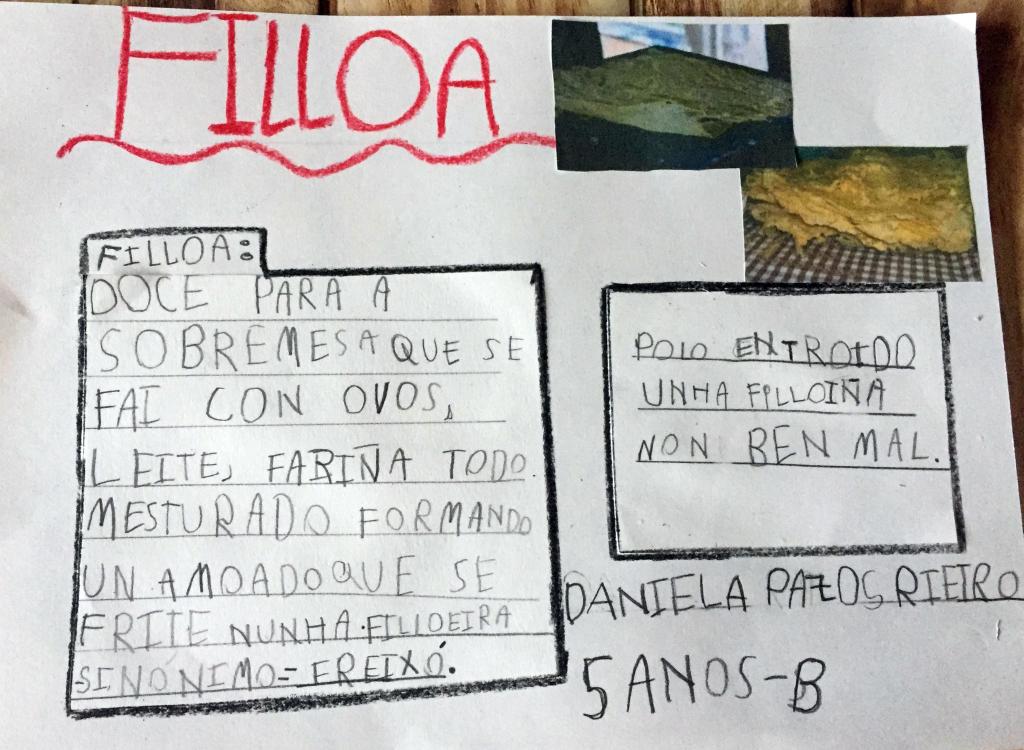 FILLOA
FILLOA:
DOCE PARA A
SOBREMESA QUE SE
FAI CON OVOS,
LEITE, FARIÑA TODO
MESTURADO FORMANDO
UN AMOADO QUE SE
FRITE NUNHA FILLOEIRA
SINÓNIMO= FREIXÓ.
POLO ENTROIDO
UNHA FILLOIÑA
NON BEN MAL.
DANIELA PAZOS RIEIRO
5 ANOS-B